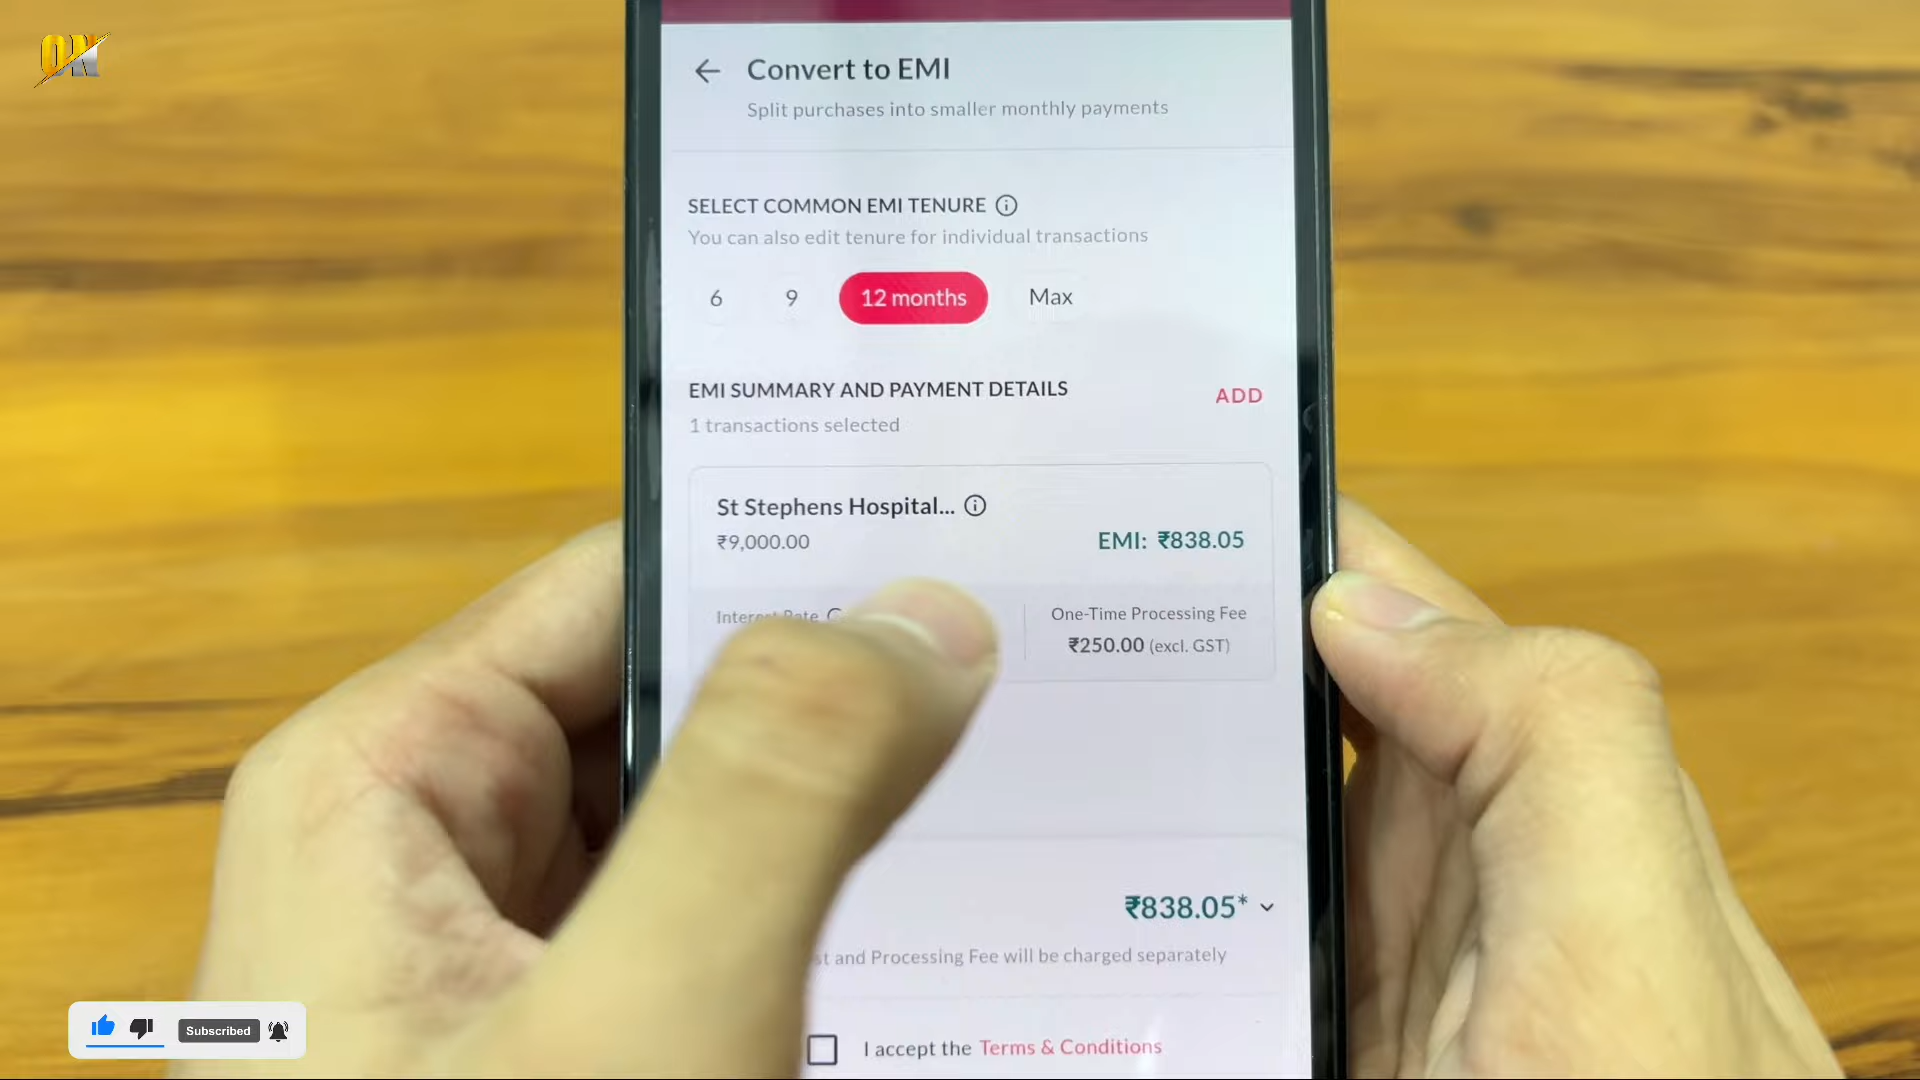 ON
Convert to EMI
Split purchases into smaller monthly payments
SELECT COMMON EMI TENURE
You can also edit tenure for individual transactions
6 9 12 months Max
EMI SUMMARY AND PAYMENT DETAILS ADD
1 transactions selected
St Stephens Hospital...
₹9,000.00 EMI: ₹838.05
Interest Rate One-Time Processing Fee
₹250.00 (excl. GST)
₹838.05*
and Processing Fee will be charged separately
I accept the Terms & Conditions
Subscribed